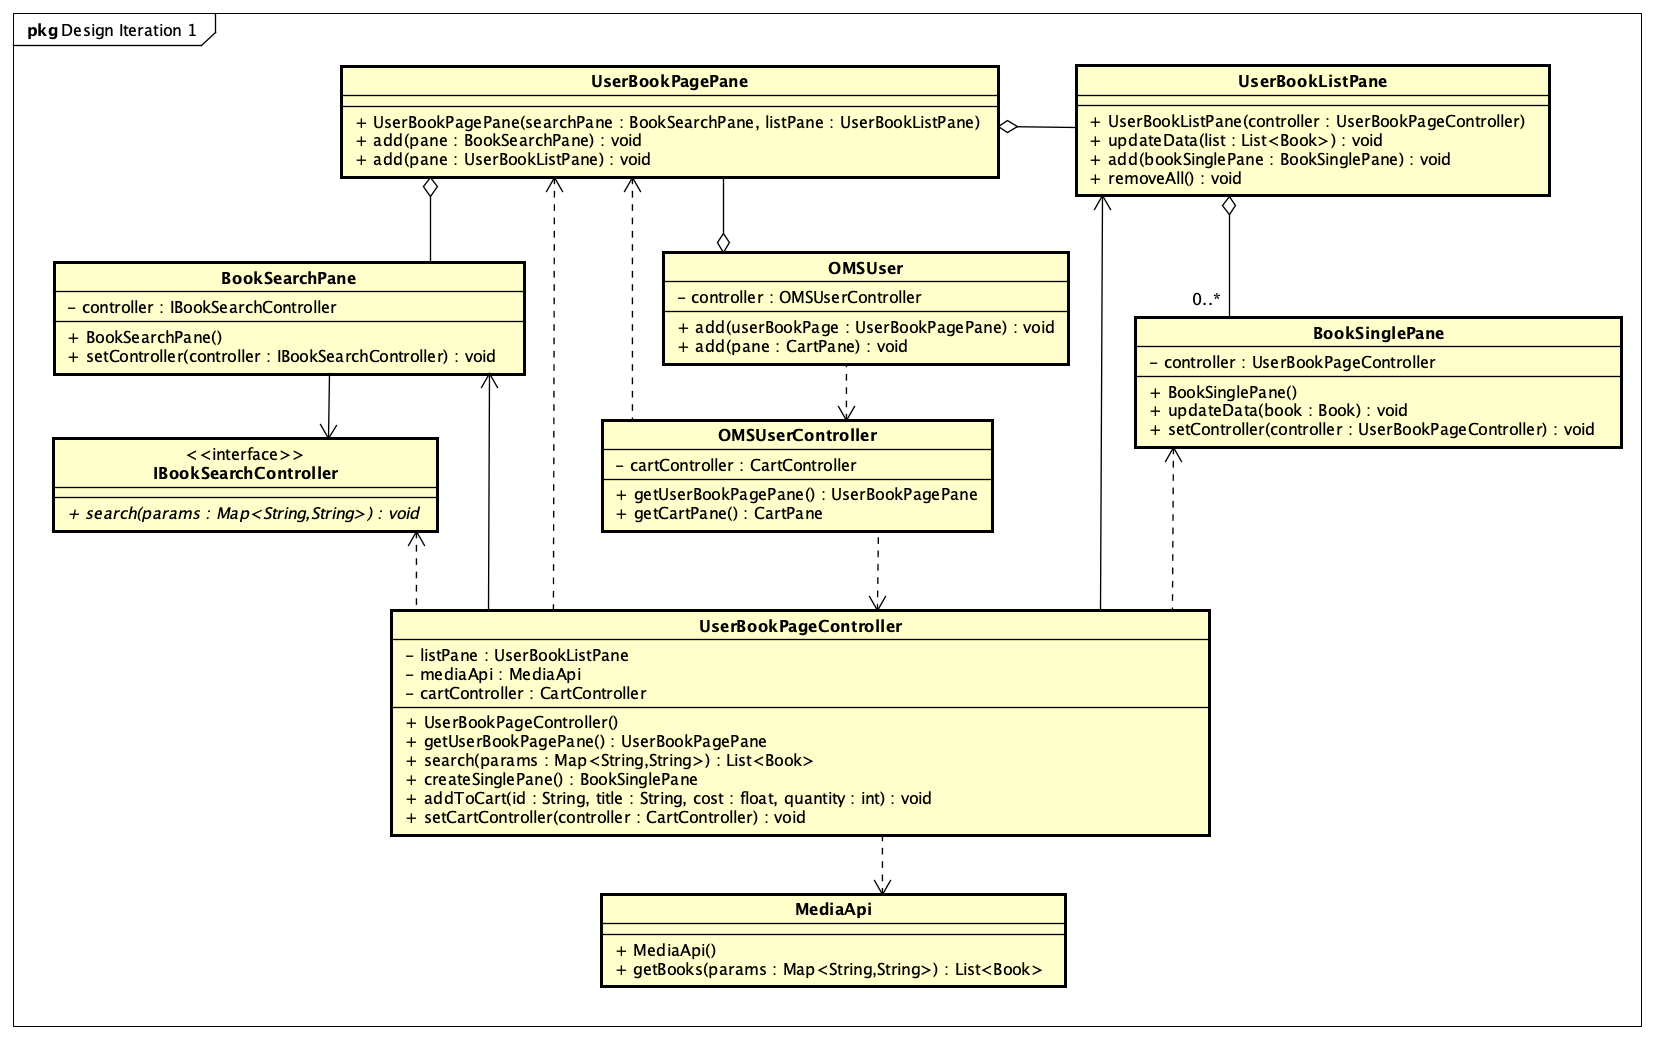 pkg Design Iteration 1
UserBookPagePane
+ UserBookPagePane(searchPane : BookSearchPane, listPane : UserBookListPane)
+ add(pane : BookSearchPane) : void
+ add(pane : UserBookListPane) : void
UserBookListPane
+ UserBookListPane(controller : UserBookPageController)
+ updateData(list : List<Book>) : void
+ add(bookSinglePane : BookSinglePane) : void
+ removeAll() : void
BookSearchPane
- controller : IBookSearchController
+ BookSearchPane()
+ setController(controller : IBookSearchController) : void
OMSUser
- controller : OMSUserController
+ add(userBookPage : UserBookPagePane) : void
+ add(pane : CartPane) : void
0..*
BookSinglePane
- controller : UserBookPageController
+ BookSinglePane()
+ updateData(book : Book) : void
+ setController(controller : UserBookPageController) : void
<<interface>>
IBookSearchController
+ search(params : Map<String,String>) : void
OMSUserController
- cartController : CartController
+ getUserBookPagePane() : UserBookPagePane
+ getCartPane() : CartPane
UserBookPageController
- listPane : UserBookListPane
- mediaApi : MediaApi
- cartController : CartController
+ UserBookPageController()
+ getUserBookPagePane() : UserBookPagePane
+ search(params : Map<String,String>) : List<Book>
+ createSinglePane() : BookSinglePane
+ addToCart(id : String, title : String, cost : float, quantity : int) : void
+ setCartController(controller : CartController) : void
MediaApi
+ MediaApi()
+ getBooks(params : Map<String,String>) : List<Book>